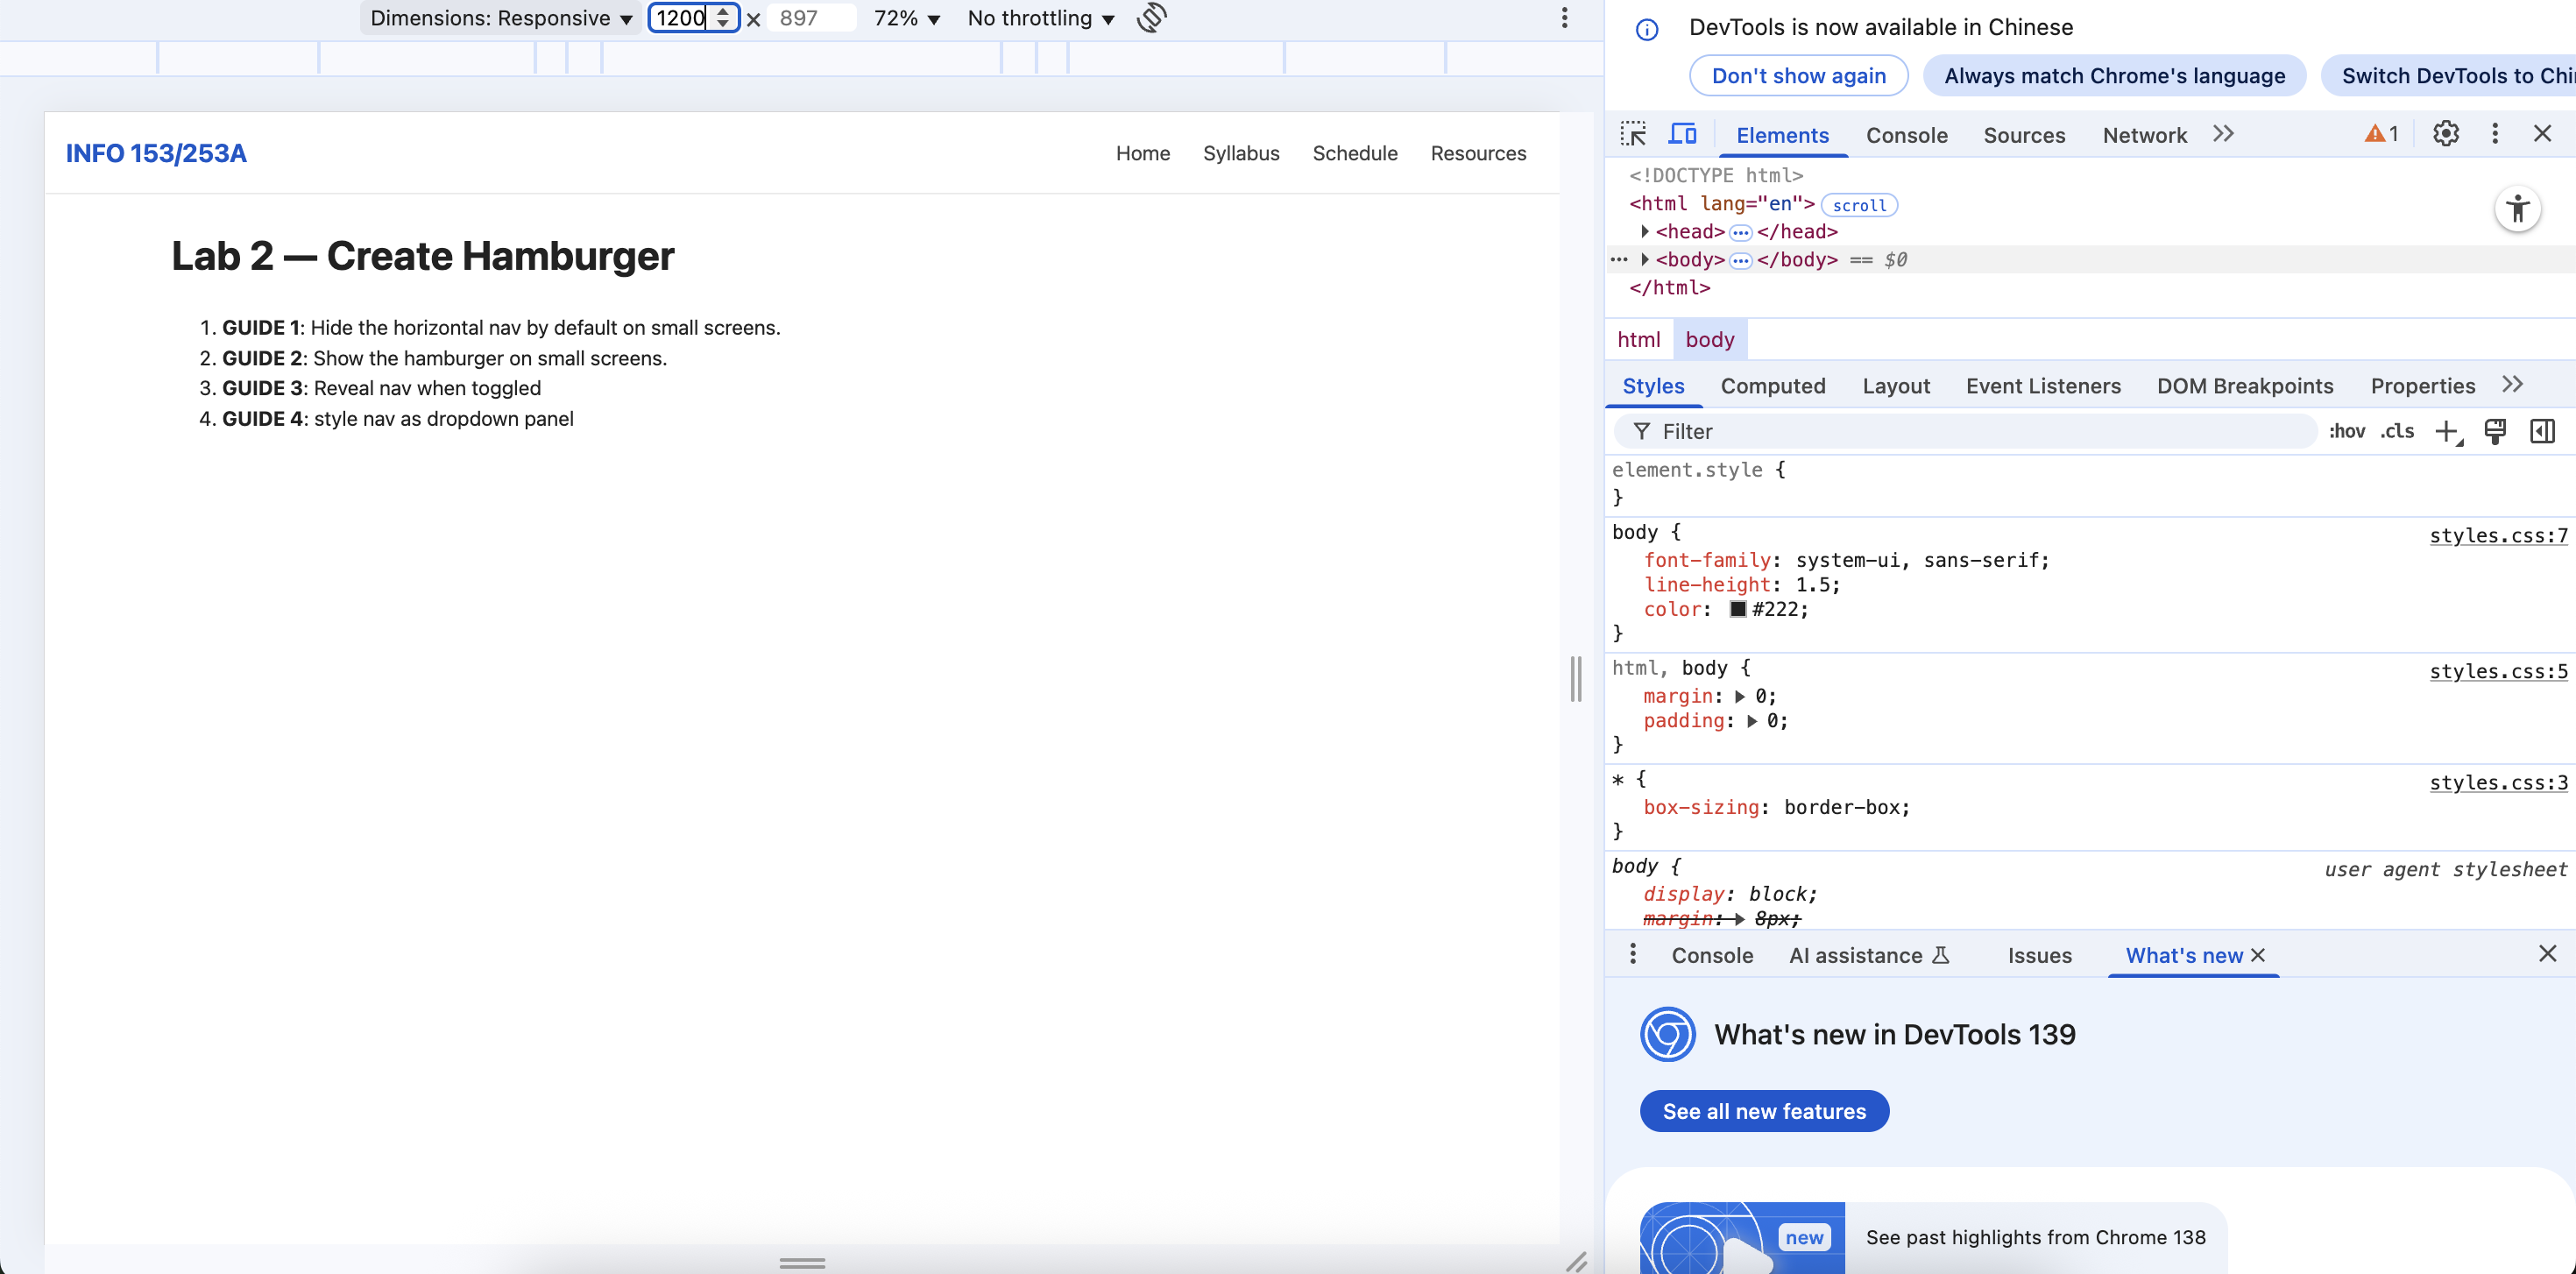 Dimensions: Responsive 1200 × 897 72% No throttling
INFO 153/253A
Home Syllabus Schedule Resources
Lab 2 — Create Hamburger
1. GUIDE 1: Hide the horizontal nav by default on small screens.
2. GUIDE 2: Show the hamburger on small screens.
3. GUIDE 3: Reveal nav when toggled
4. GUIDE 4: style nav as dropdown panel
DevTools is now available in Chinese
Don't show again Always match Chrome's language Switch DevTools to Chi
Elements Console Sources Network 1
<!DOCTYPE html>
<html lang="en"> scroll
<head> ••• </head>
••• <body> ••• </body> == $0
</html>
html body
Styles Computed Layout Event Listeners DOM Breakpoints Properties
Filter :hov .cls
element.style {
}
body { styles.css:7
font-family: system-ui, sans-serif;
line-height: 1.5;
color: #222;
}
html, body { styles.css:5
margin: 0;
padding: 0;
}
* { styles.css:3
box-sizing: border-box;
}
body { user agent stylesheet
display: block;
margin: 8px;
Console AI assistance Issues What's new
What's new in DevTools 139
See all new features
new
See past highlights from Chrome 138